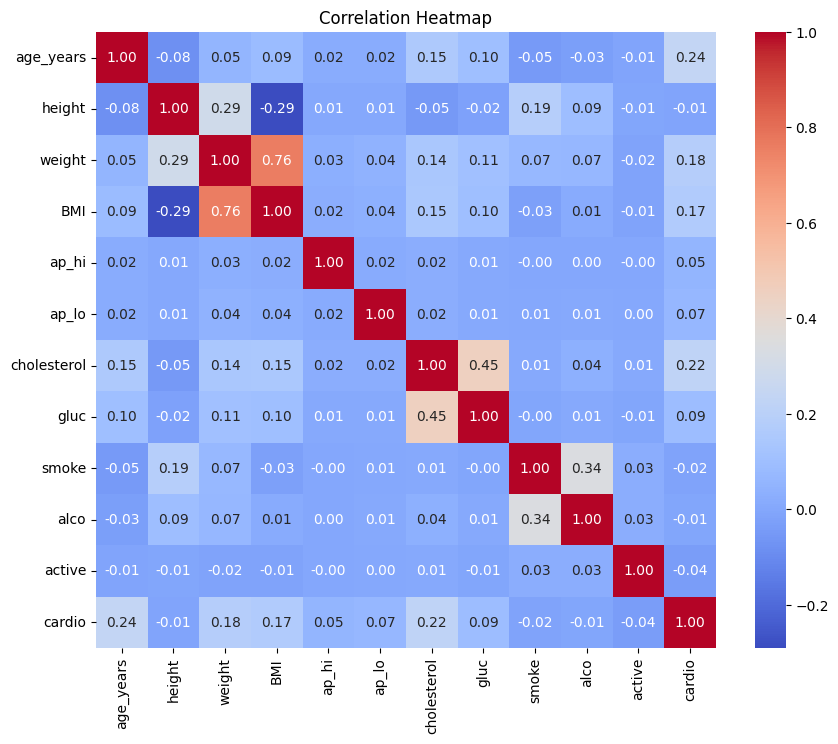 Correlation Heatmap
age_years 1.00 -0.08 0.05 0.09 0.02 0.02 0.15 0.10 -0.05 -0.03 -0.01 0.24
height -0.08 1.00 0.29 -0.29 0.01 0.01 -0.05 -0.02 0.19 0.09 -0.01 -0.01
weight 0.05 0.29 1.00 0.76 0.03 0.04 0.14 0.11 0.07 0.07 -0.02 0.18
BMI 0.09 -0.29 0.76 1.00 0.02 0.04 0.15 0.10 -0.03 0.01 -0.01 0.17
ap_hi 0.02 0.01 0.03 0.02 1.00 0.02 0.02 0.01 -0.00 0.00 -0.00 0.05
ap_lo 0.02 0.01 0.04 0.04 0.02 1.00 0.02 0.01 0.01 0.01 0.00 0.07
cholesterol 0.15 -0.05 0.14 0.15 0.02 0.02 1.00 0.45 0.01 0.04 0.01 0.22
gluc 0.10 -0.02 0.11 0.10 0.01 0.01 0.45 1.00 -0.00 0.01 -0.01 0.09
smoke -0.05 0.19 0.07 -0.03 -0.00 0.01 0.01 -0.00 1.00 0.34 0.03 -0.02
alco -0.03 0.09 0.07 0.01 0.00 0.01 0.04 0.01 0.34 1.00 0.03 -0.01
active -0.01 -0.01 -0.02 -0.01 -0.00 0.00 0.01 -0.01 0.03 0.03 1.00 -0.04
cardio 0.24 -0.01 0.18 0.17 0.05 0.07 0.22 0.09 -0.02 -0.01 -0.04 1.00
age_years height weight BMI ap_hi ap_lo cholesterol gluc smoke alco active cardio
1.0
0.8
0.6
0.4
0.2
0.0
−0.2